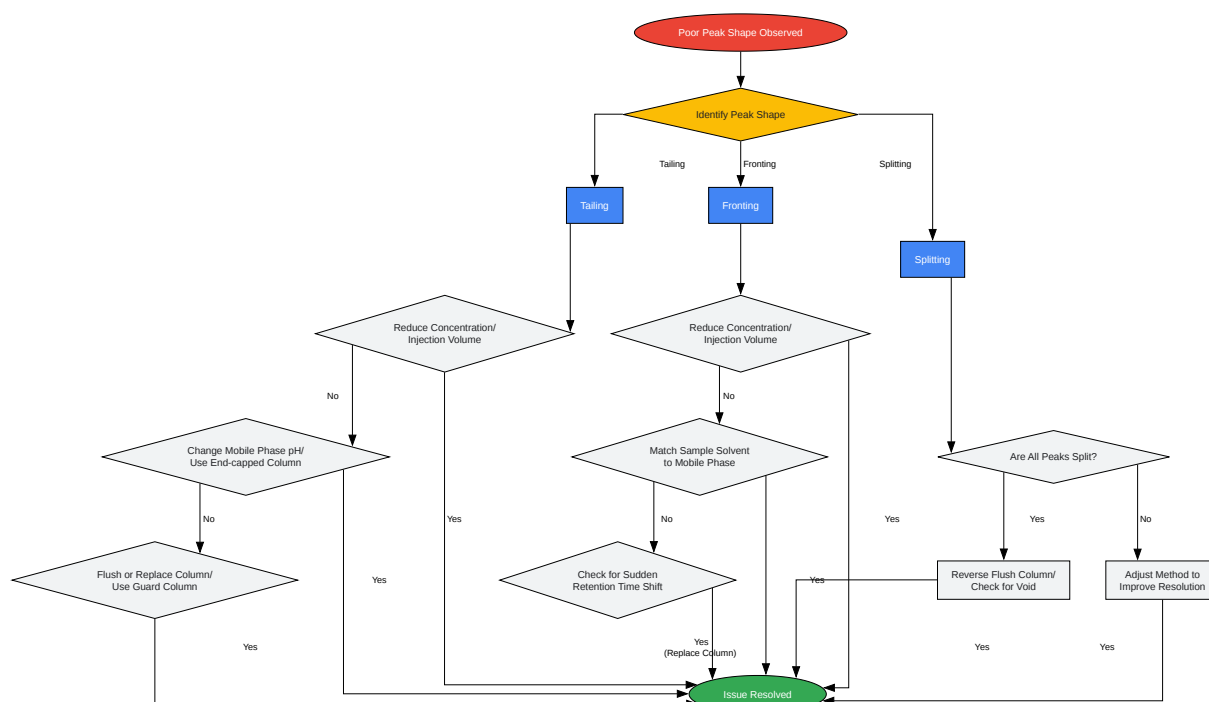 Poor Peak Shape Observed
Identify Peak Shape
Tailing
Fronting
Splitting
Tailing
Fronting
Splitting
Reduce Concentration/
Injection Volume
Reduce Concentration/
Injection Volume
No
No
Change Mobile Phase pH/
Use End-capped Column
Match Sample Solvent
to Mobile Phase
Are All Peaks Split?
No
Yes
No
Yes
Yes
No
Flush or Replace Column/
Use Guard Column
Yes
Check for Sudden
Retention Time Shift
Yes
Reverse Flush Column/
Check for Void
Adjust Method to
Improve Resolution
Yes
Yes
(Replace Column)
Yes
Yes
Issue Resolved